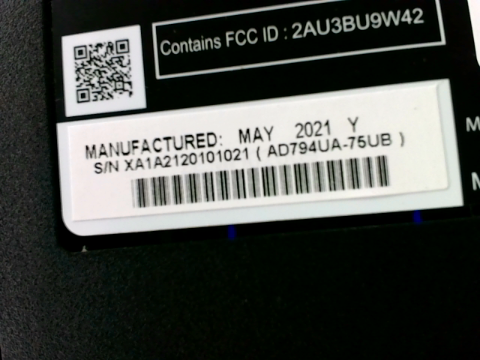 Contains FCC ID : 2AU3BU9W42
MANUFACTURED: MAY 2021 Y
S/N XA1A2120101021 ( AD794UA-75UB )